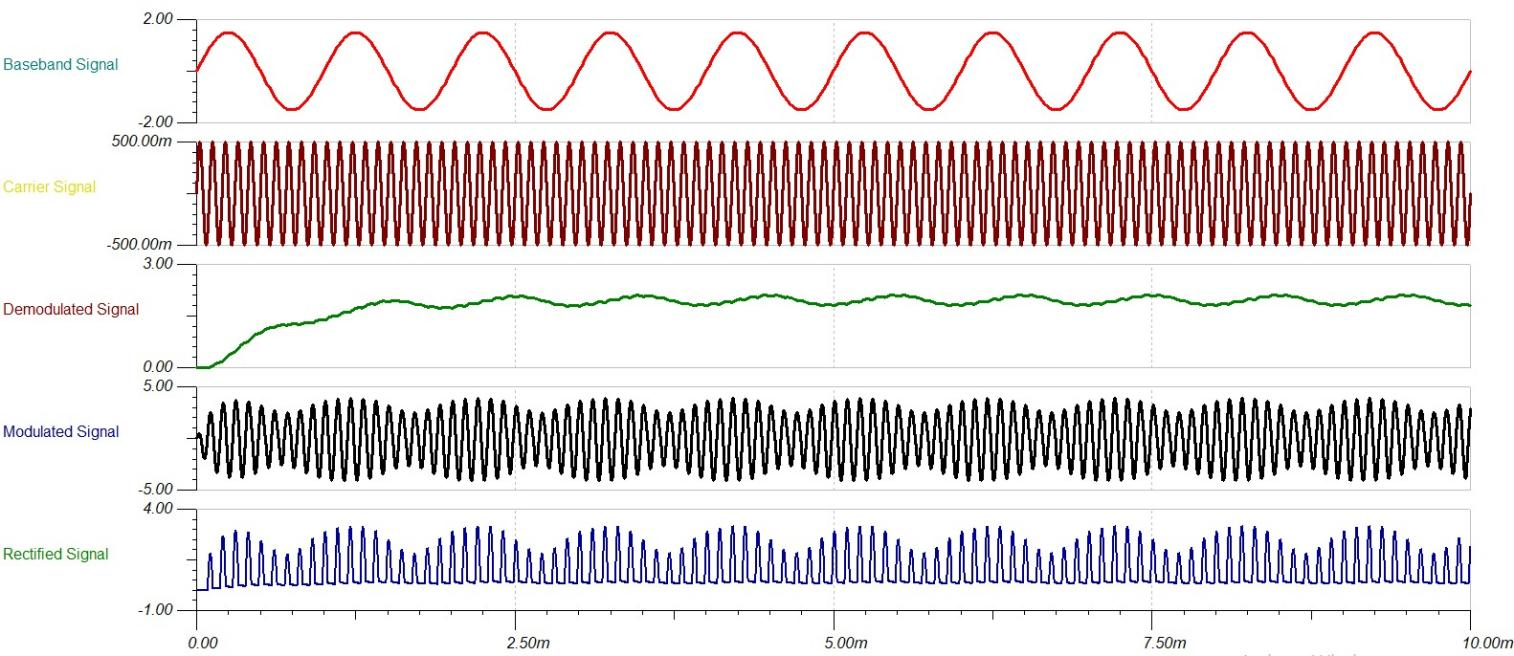 2.00
Baseband Signal
-2.00
500.00m
Carrier Signal
-500.00m
3.00
Demodulated Signal
0.00
5.00
Modulated Signal
-5.00
4.00
Rectified Signal
-1.00
0.00 2.50m 5.00m 7.50m 10.00m